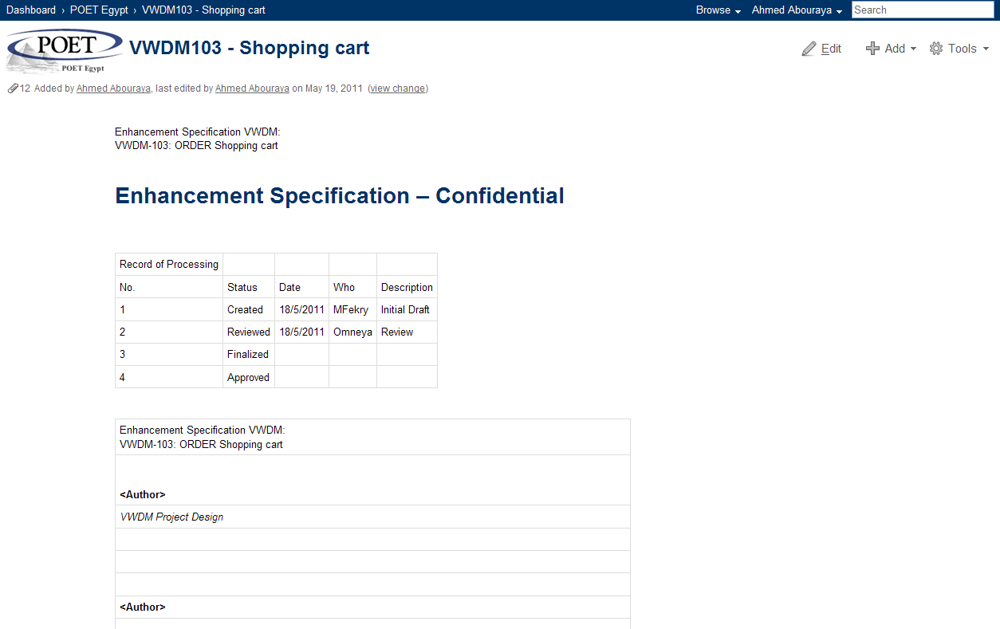 Dashboard › POET Egypt › VWDM103 - Shopping cart Browse Ahmed Abouraya Search
POET
POET Egypt
VWDM103 - Shopping cart
Edit Add Tools
12 Added by Ahmed Abouraya, last edited by Ahmed Abouraya on May 19, 2011 (view change)
Enhancement Specification VWDM:
VWDM-103: ORDER Shopping cart
Enhancement Specification – Confidential
Record of Processing
No. Status Date Who Description
1 Created 18/5/2011 MFekry Initial Draft
2 Reviewed 18/5/2011 Omneya Review
3 Finalized
4 Approved
Enhancement Specification VWDM:
VWDM-103: ORDER Shopping cart
<Author>
VWDM Project Design
<Author>